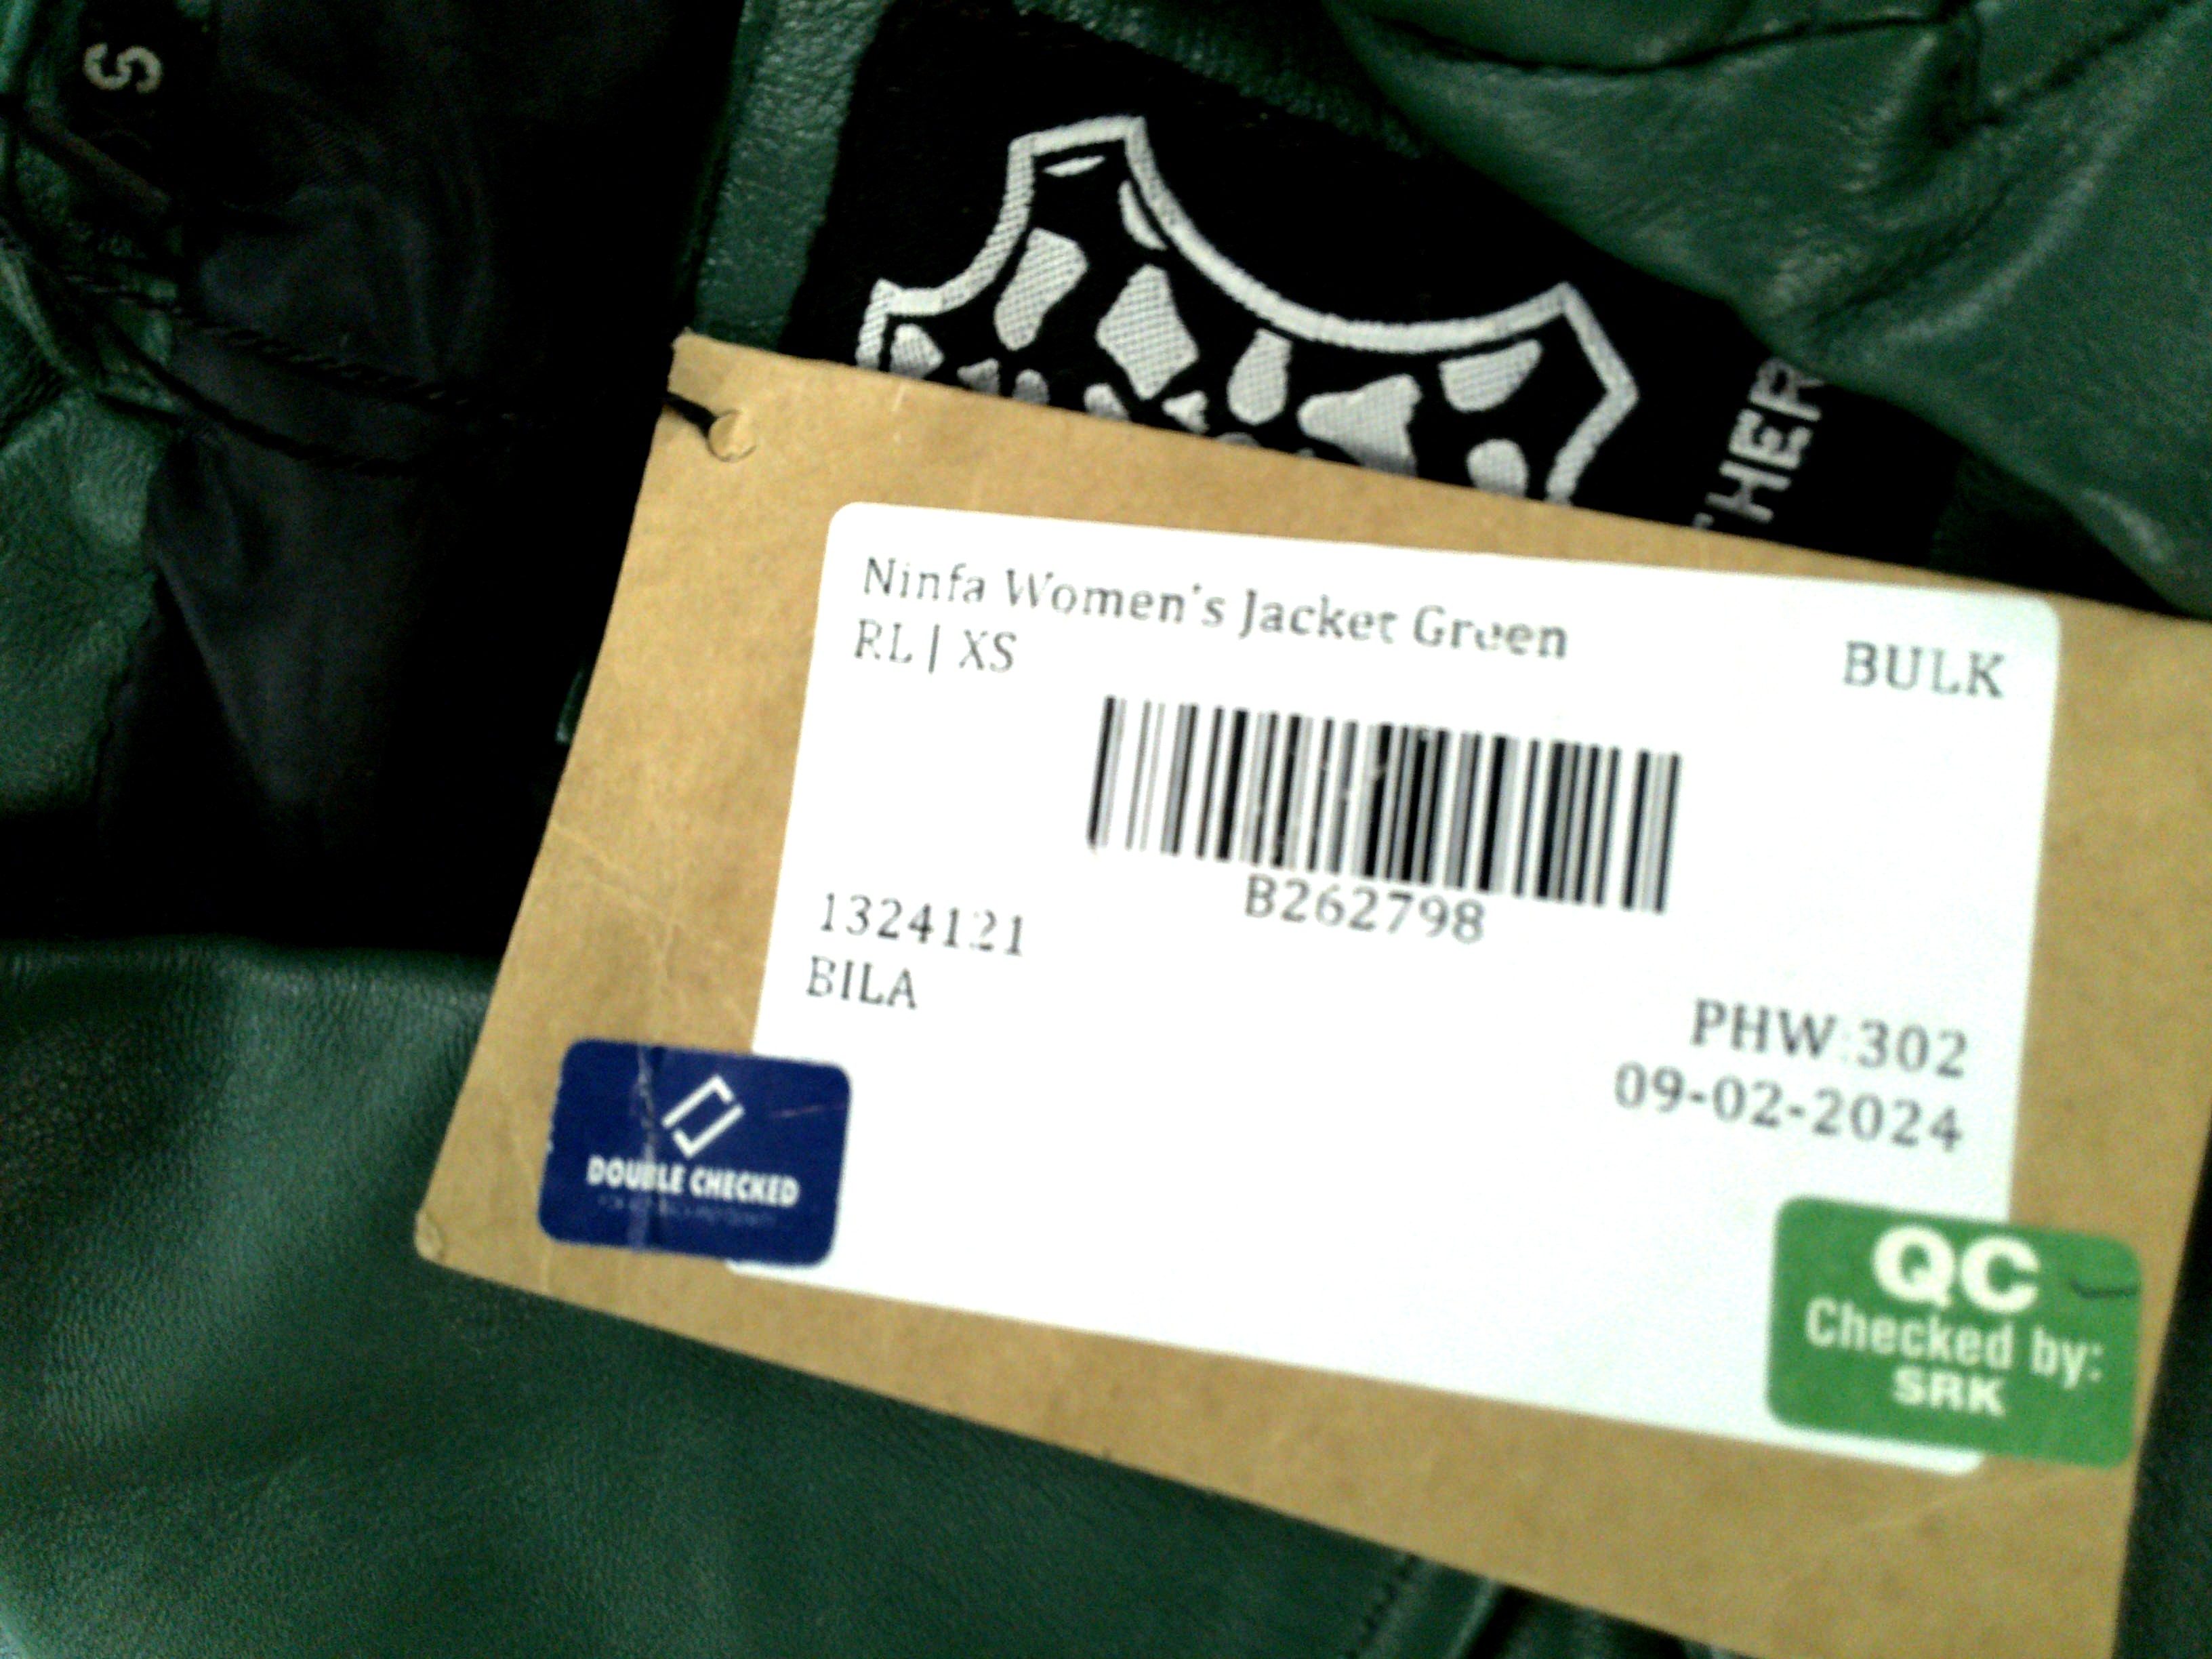 S
THER
Ninfa Women's Jacket Green
RL | XS
BULK
B262798
1324121
BILA
PHW:302
09-02-2024
DOUBLE CHECKED
QC
Checked by:
SRK